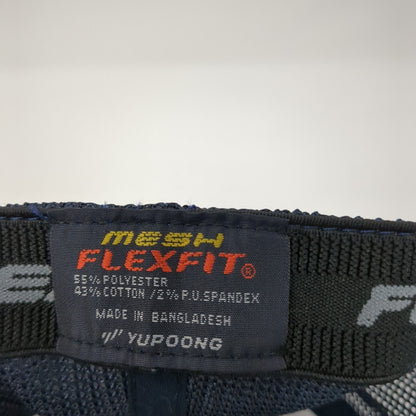 mesh
FLEXFIT®
55% POLYESTER
43% COTTON / 2% P.U.SPANDEX
MADE IN BANGLADESH
YUPOONG